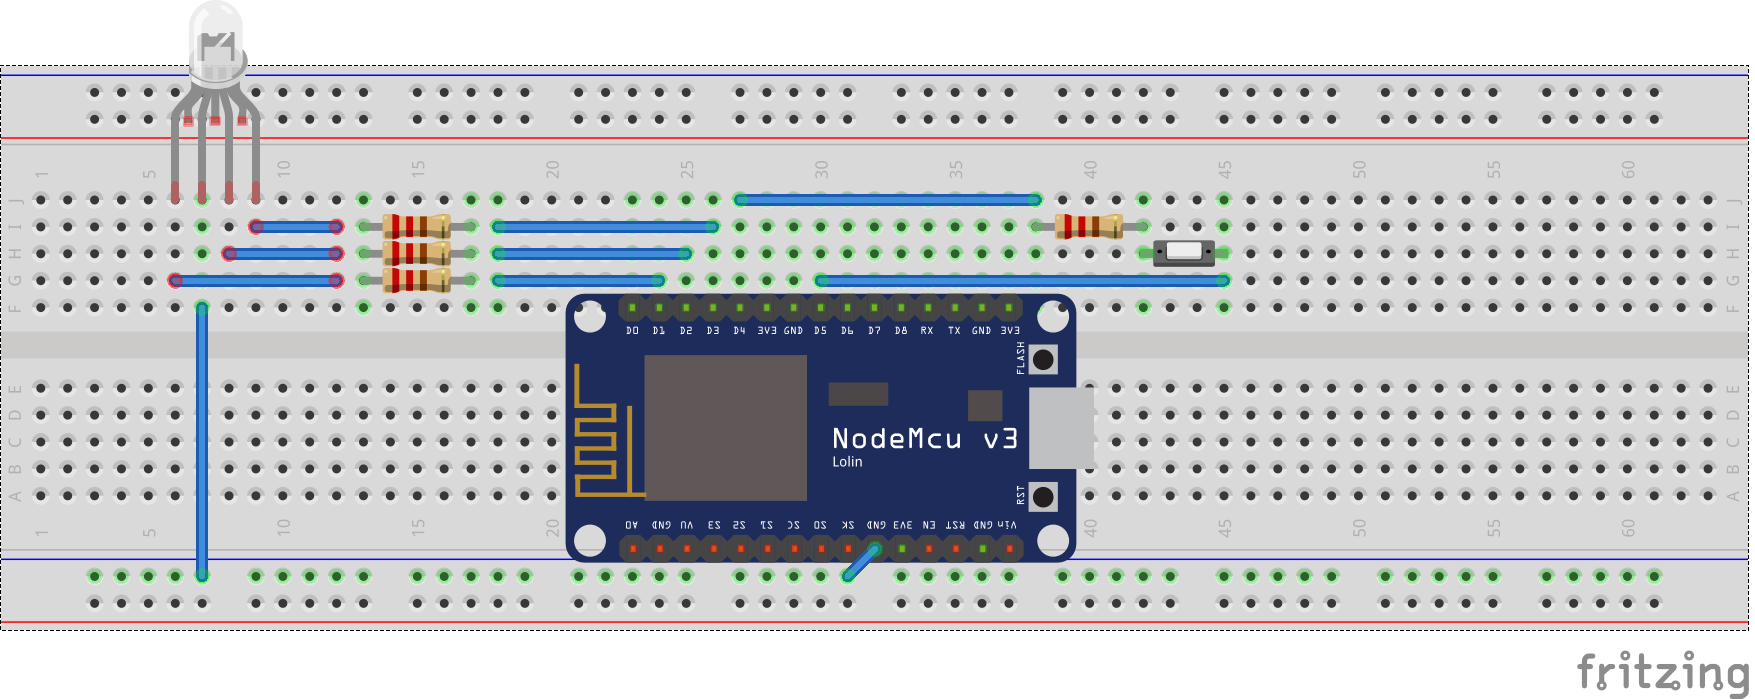 1 5 10 15 20 25 30 35 40 45 50 55 60
J J
I I
H H
G G
F F
D0 D1 D2 D3 D4 3V3 GND D5 D6 D7 D8 RX TX GND 3V3
FLASH
E E
D D
C C
NodeMcu v3
Lolin
B B
A A
RST
A0 GND VU S3 S2 S1 SC S0 SK GND 3V3 EN RST GND Vin
1 5 10 15 20 40 45 50 55 60
fritzing